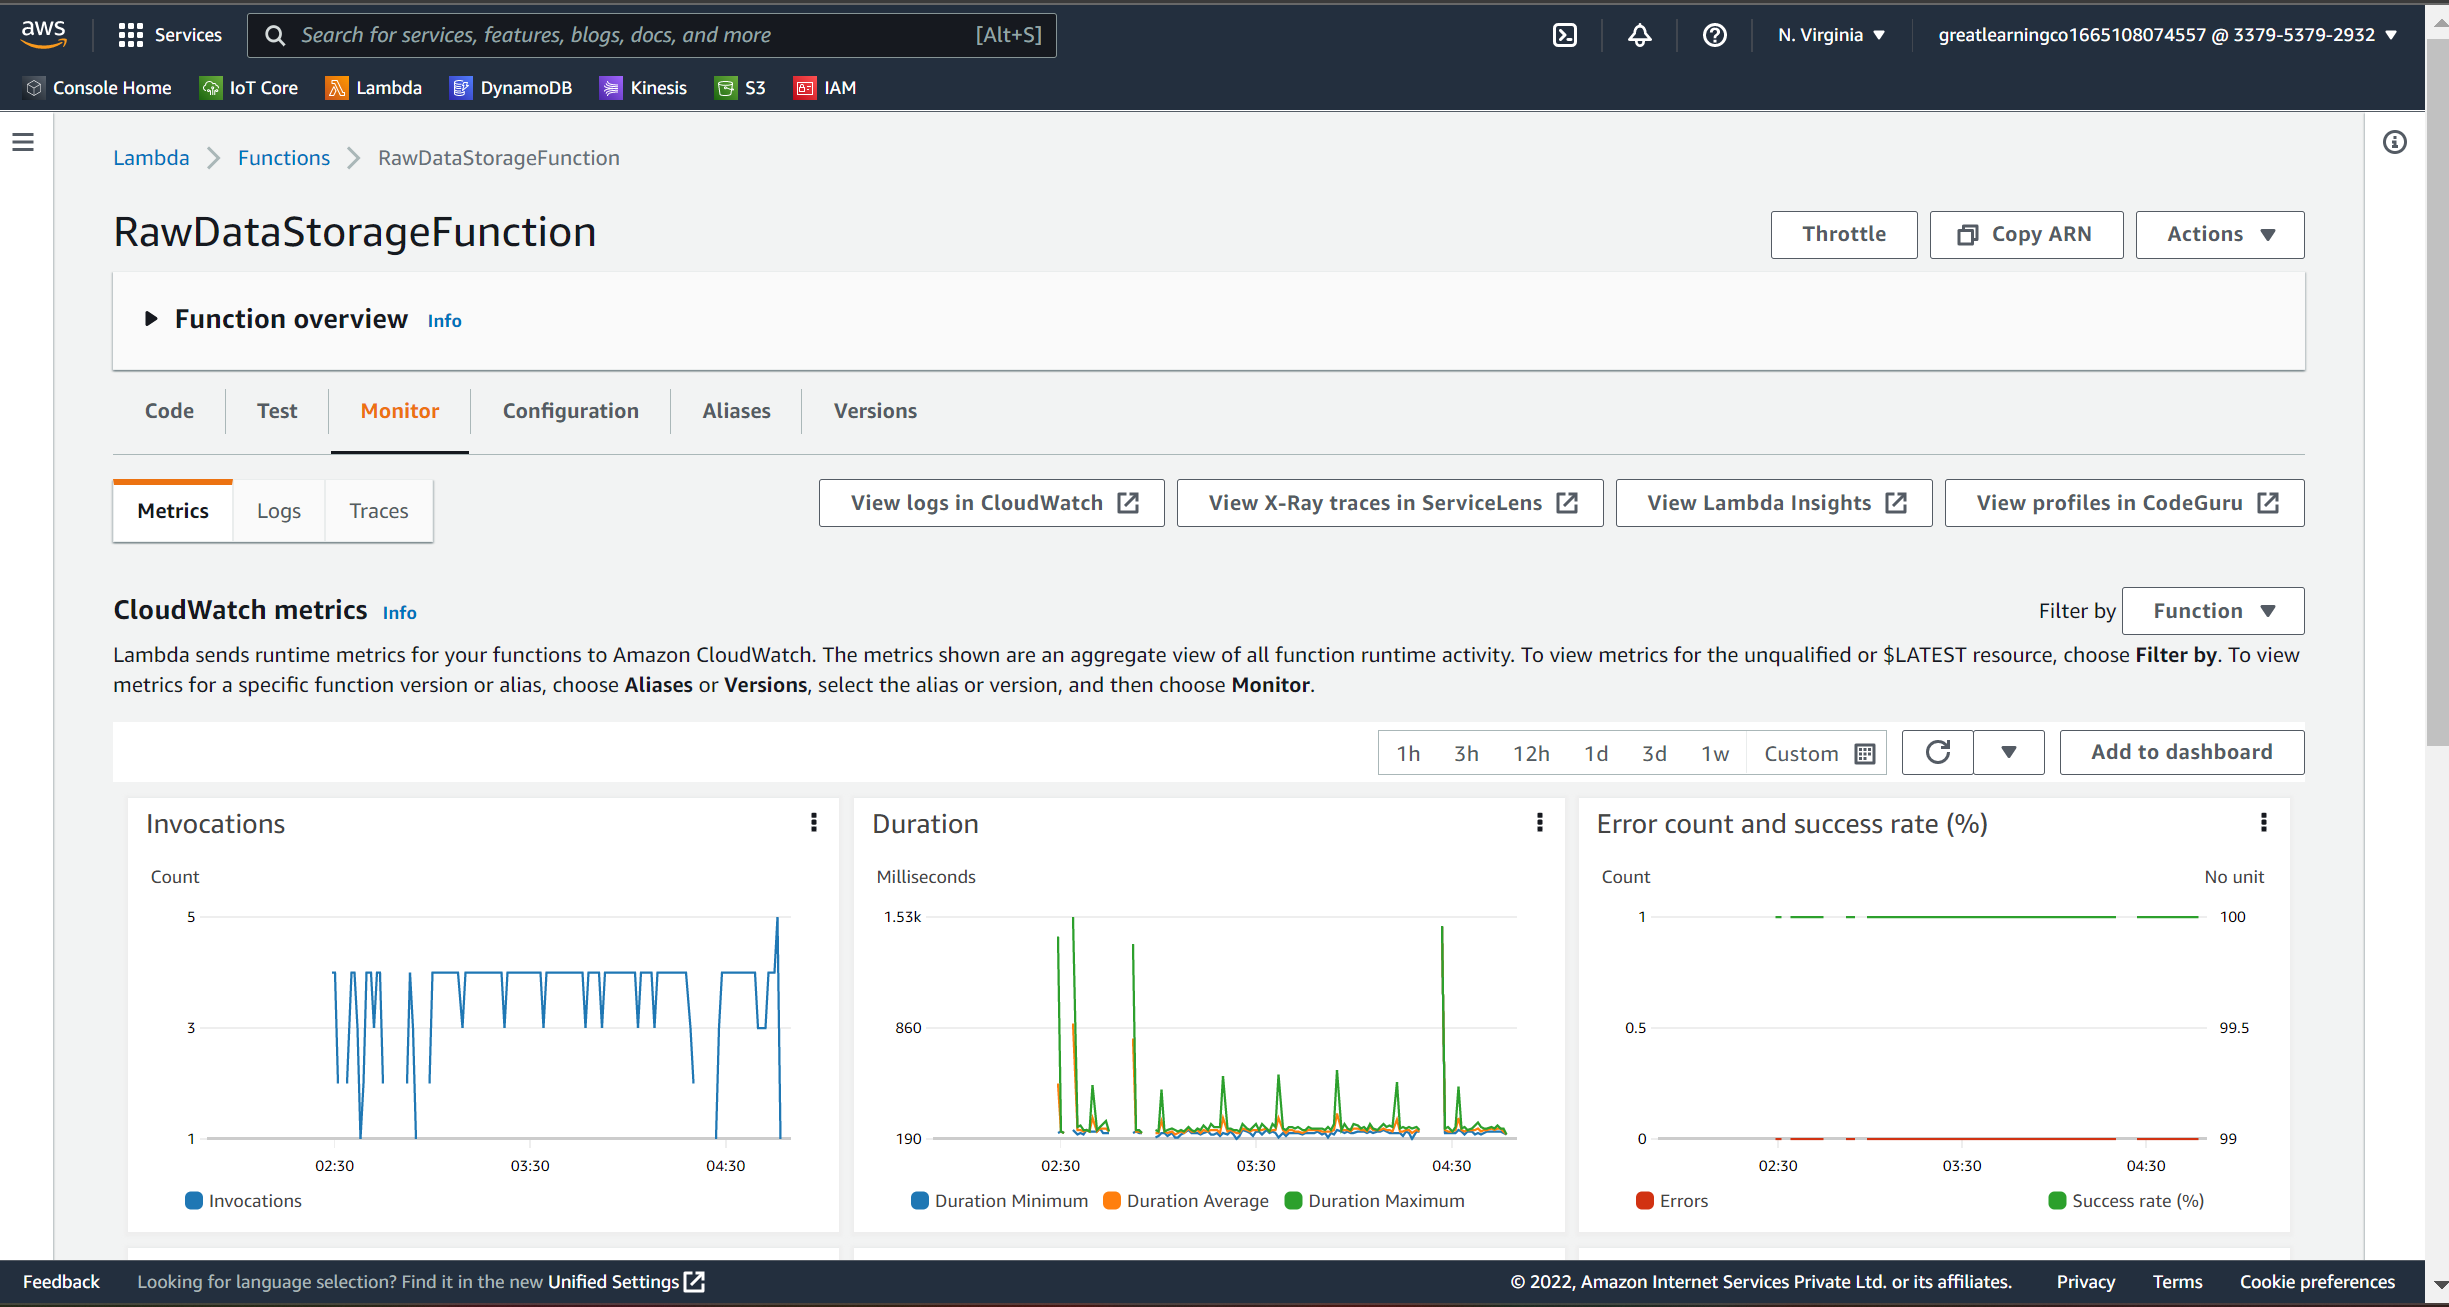 aws
Services
Search for services, features, blogs, docs, and more
[Alt+S]
N. Virginia
greatlearningco1665108074557 @ 3379-5379-2932
Console Home
IoT Core
Lambda
DynamoDB
Kinesis
S3
IAM
Lambda
Functions
RawDataStorageFunction
RawDataStorageFunction
Throttle
Copy ARN
Actions
Function overview
Info
Code
Test
Monitor
Configuration
Aliases
Versions
Metrics
Logs
Traces
View logs in CloudWatch
View X-Ray traces in ServiceLens
View Lambda Insights
View profiles in CodeGuru
CloudWatch metrics
Info
Filter by
Function
Lambda sends runtime metrics for your functions to Amazon CloudWatch. The metrics shown are an aggregate view of all function runtime activity. To view metrics for the unqualified or $LATEST resource, choose Filter by. To view
metrics for a specific function version or alias, choose Aliases or Versions, select the alias or version, and then choose Monitor.
1h
3h
12h
1d
3d
1w
Custom
Add to dashboard
Invocations
Count
5
3
1
02:30
03:30
04:30
Invocations
Duration
Milliseconds
1.53k
860
190
02:30
03:30
04:30
Duration Minimum
Duration Average
Duration Maximum
Error count and success rate (%)
Count
No unit
1
100
0.5
99.5
0
99
02:30
03:30
04:30
Errors
Success rate (%)
Feedback
Looking for language selection? Find it in the new Unified Settings
© 2022, Amazon Internet Services Private Ltd. or its affiliates.
Privacy
Terms
Cookie preferences